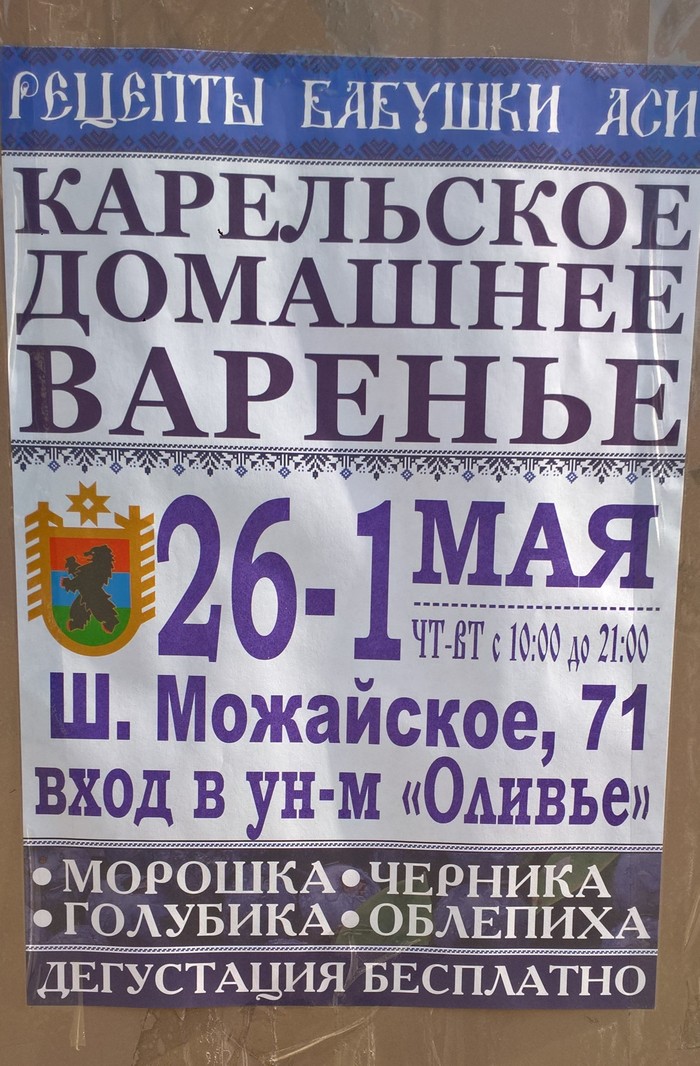 РЕЦЕПТЫ БАБУШКИ АСИ
КАРЕЛЬСКОЕ
ДОМАШНЕЕ
ВАРЕНЬЕ
26-1 МАЯ
ЧТ-ВТ с 10:00 до 21:00
Ш. Можайское, 71
вход в ун-м «Оливье»
• МОРОШКА • ЧЕРНИКА
• ГОЛУБИКА • ОБЛЕПИХА
ДЕГУСТАЦИЯ БЕСПЛАТНО